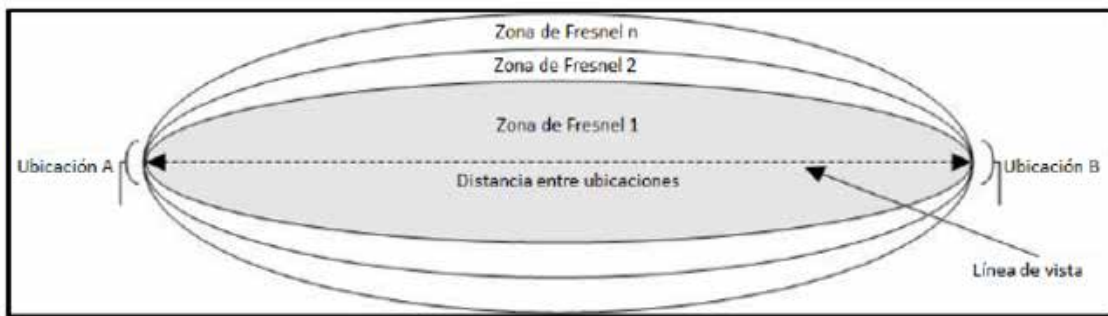 Zona de Fresnel n
Zona de Fresnel 2
Zona de Fresnel 1
Ubicación A
Ubicación B
Distancia entre ubicaciones
Línea de vista